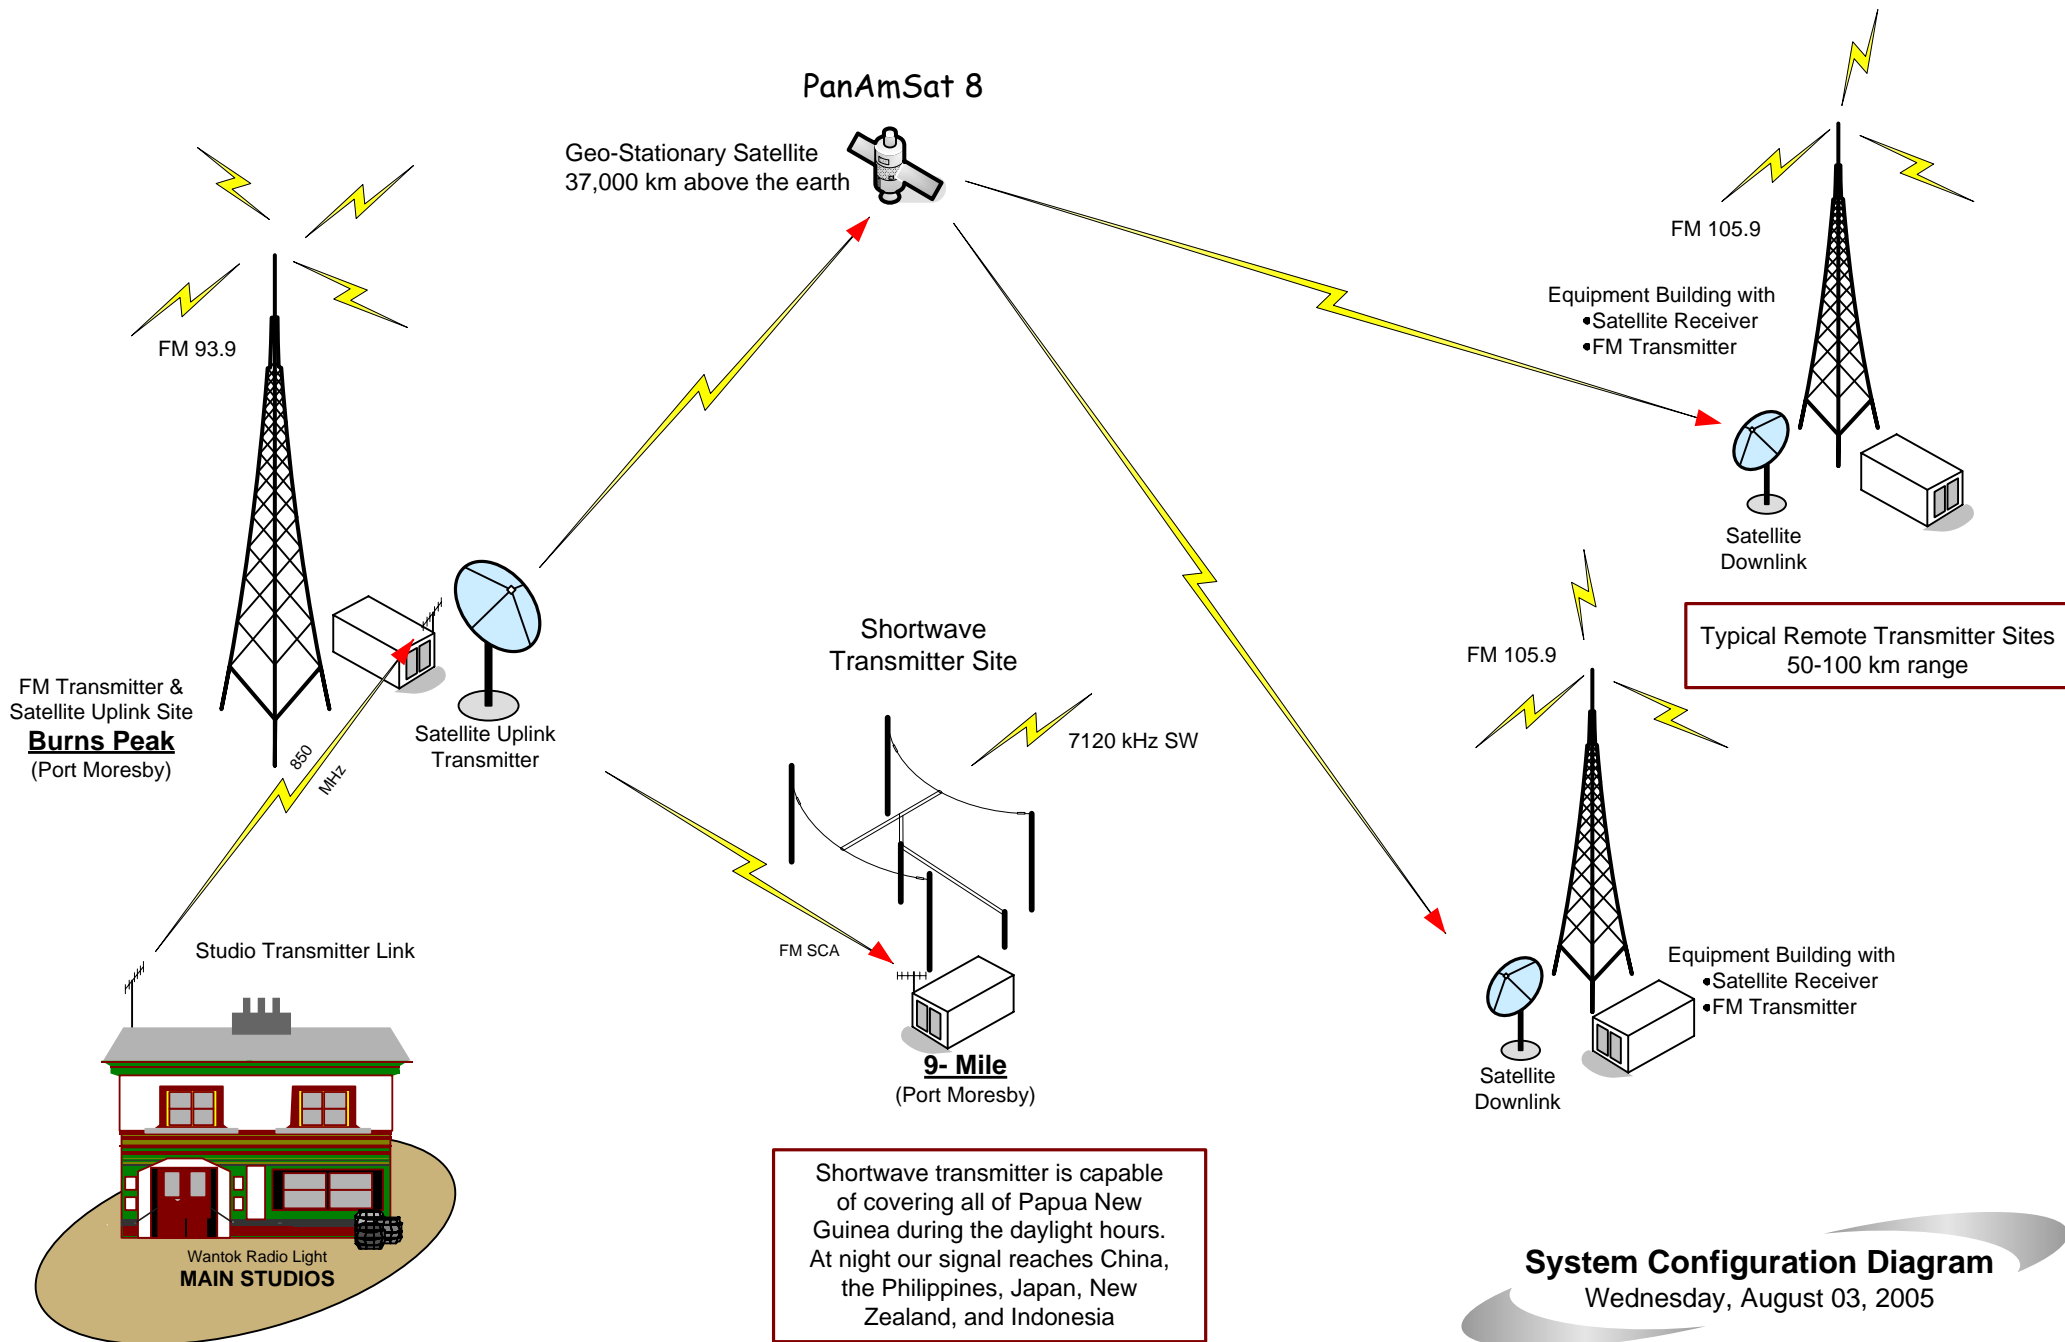 PanAmSat 8
Geo-Stationary Satellite
37,000 km above the earth
FM 93.9
FM 105.9
Equipment Building with
•Satellite Receiver
•FM Transmitter
Satellite
Downlink
Typical Remote Transmitter Sites
50-100 km range
FM Transmitter &
Satellite Uplink Site
Burns Peak
(Port Moresby)
850
MHz
Satellite Uplink
Transmitter
Shortwave
Transmitter Site
7120 kHz SW
FM 105.9
Studio Transmitter Link
FM SCA
9- Mile
(Port Moresby)
Equipment Building with
•Satellite Receiver
•FM Transmitter
Satellite
Downlink
Wantok Radio Light
MAIN STUDIOS
Shortwave transmitter is capable
of covering all of Papua New
Guinea during the daylight hours.
At night our signal reaches China,
the Philippines, Japan, New
Zealand, and Indonesia
System Configuration Diagram
Wednesday, August 03, 2005